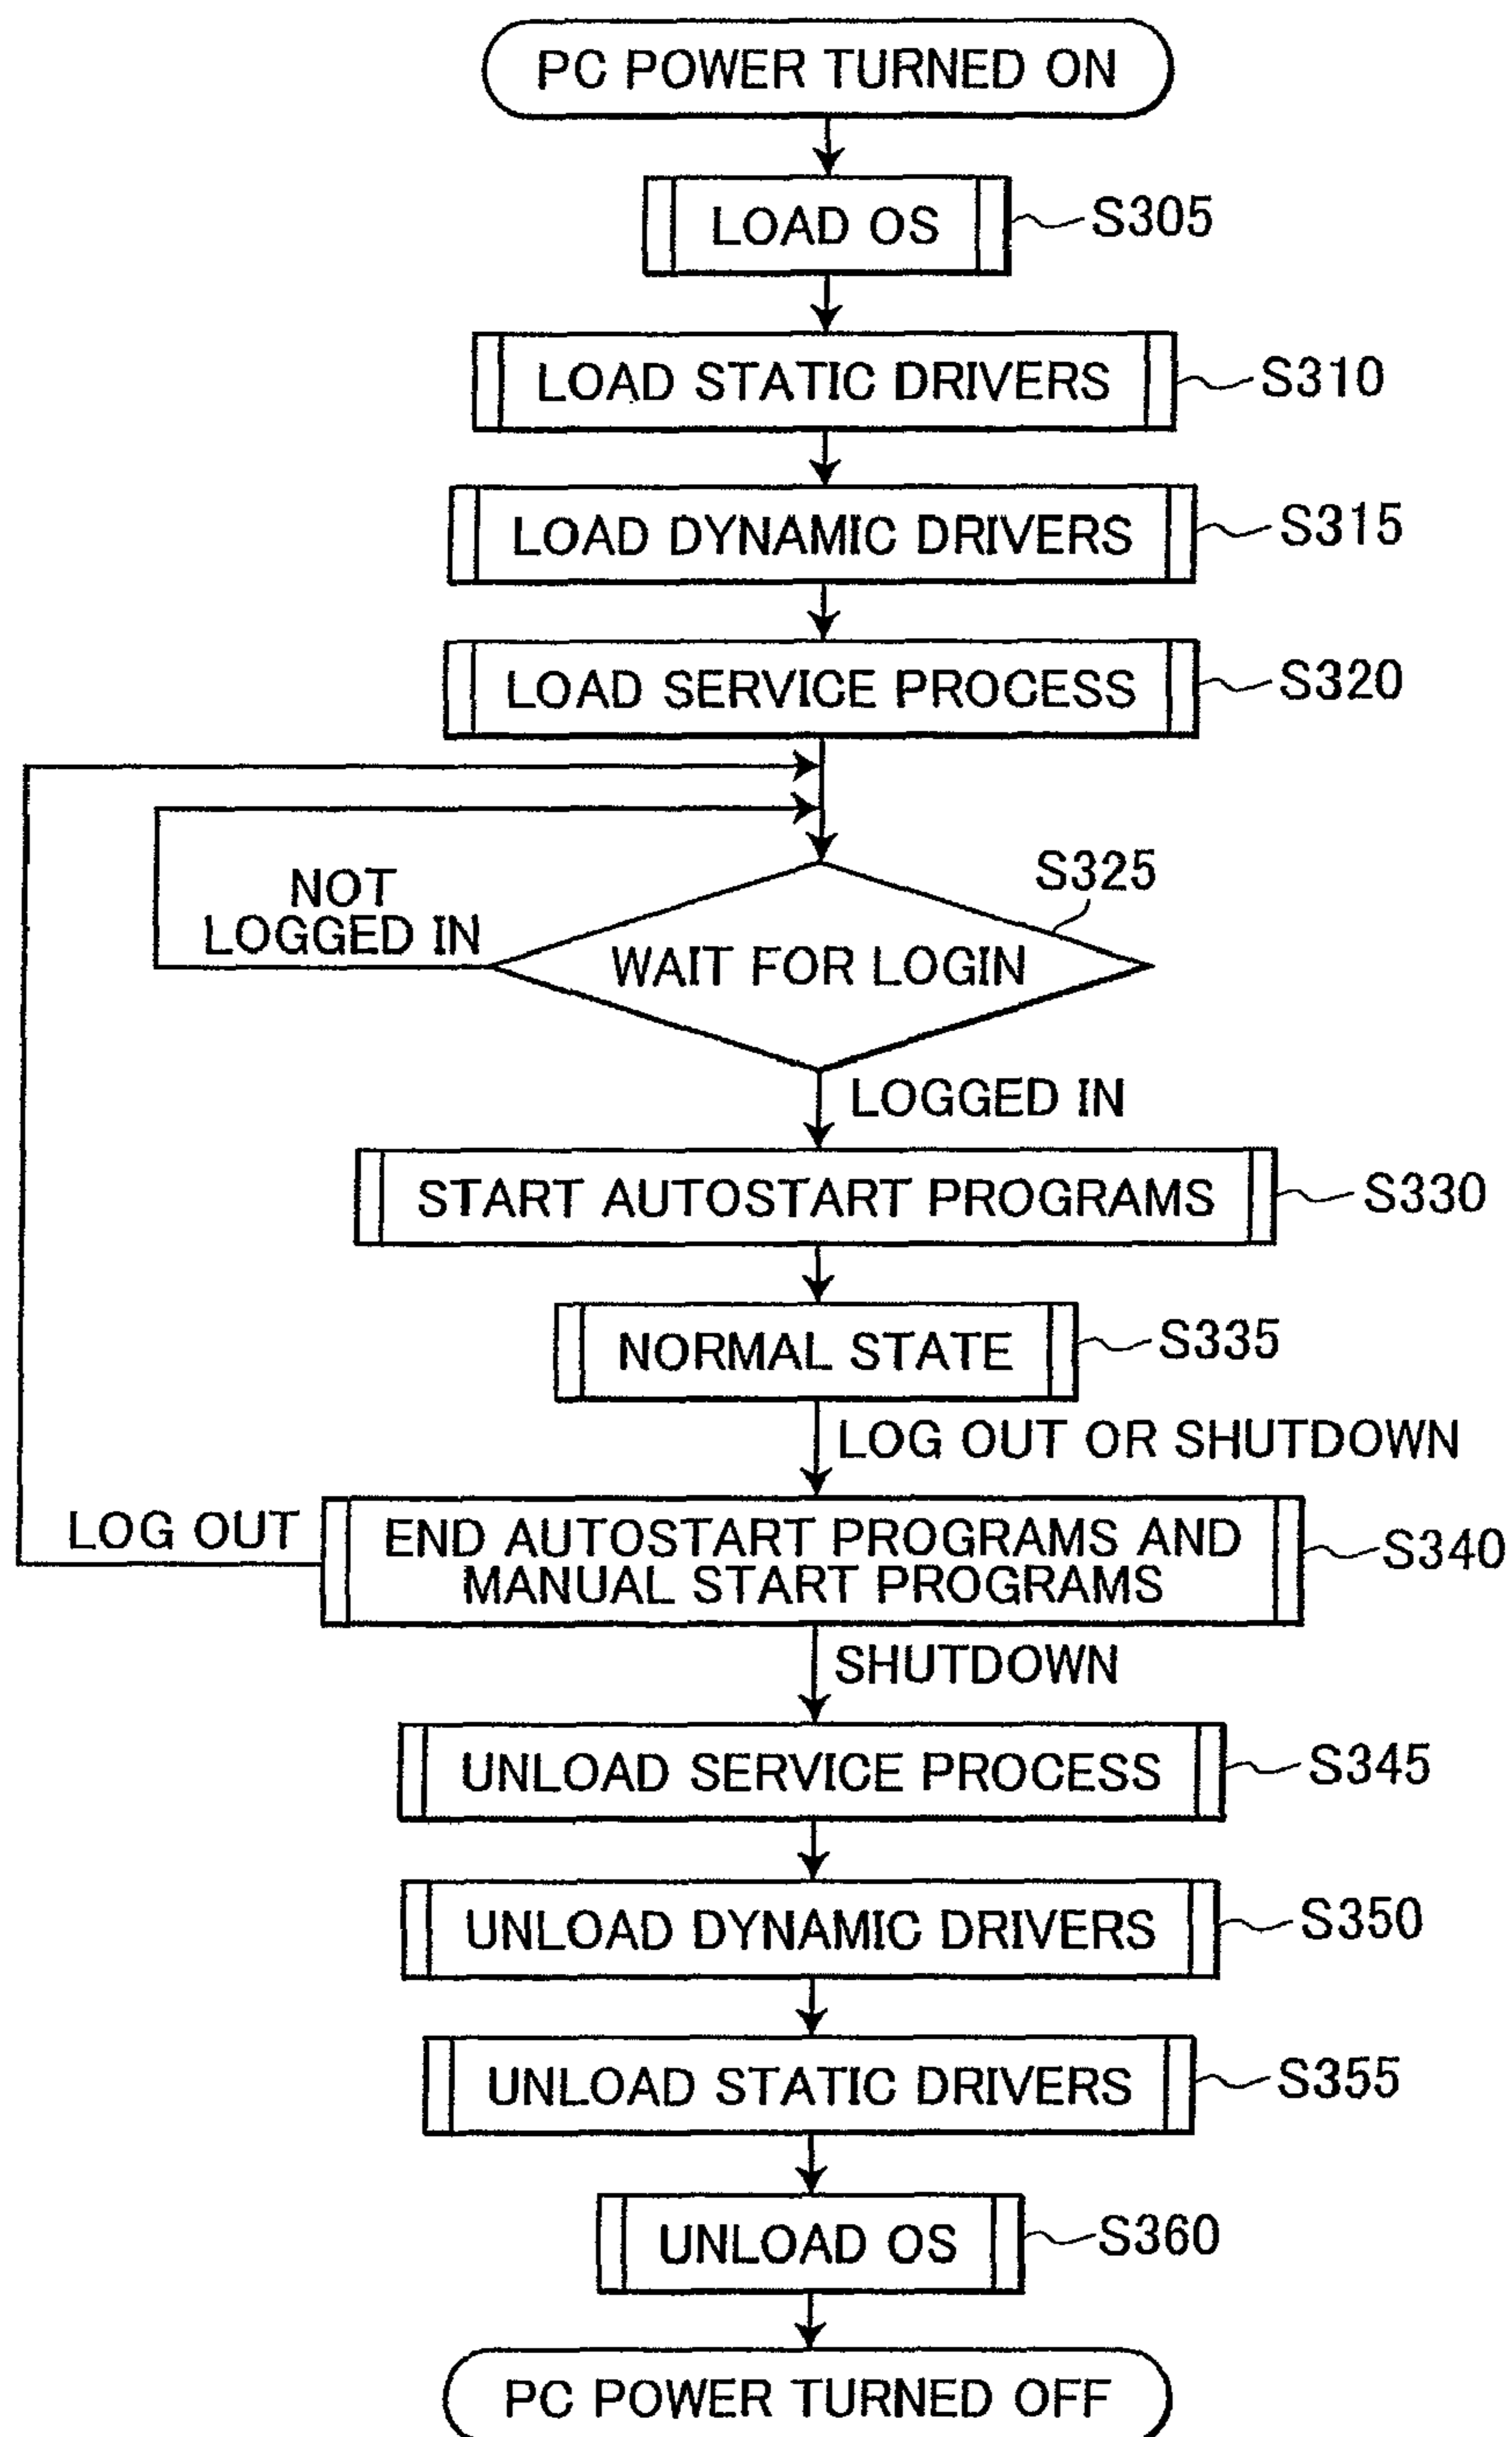 PC POWER TURNED ON
LOAD OS
S305
LOAD STATIC DRIVERS
S310
LOAD DYNAMIC DRIVERS
S315
LOAD SERVICE PROCESS
S320
NOT
LOGGED IN
S325
WAIT FOR LOGIN
LOGGED IN
START AUTOSTART PROGRAMS
S330
NORMAL STATE
S335
LOG OUT OR SHUTDOWN
LOG OUT
END AUTOSTART PROGRAMS AND
MANUAL START PROGRAMS
S340
SHUTDOWN
UNLOAD SERVICE PROCESS
S345
UNLOAD DYNAMIC DRIVERS
S350
UNLOAD STATIC DRIVERS
S355
UNLOAD OS
S360
PC POWER TURNED OFF